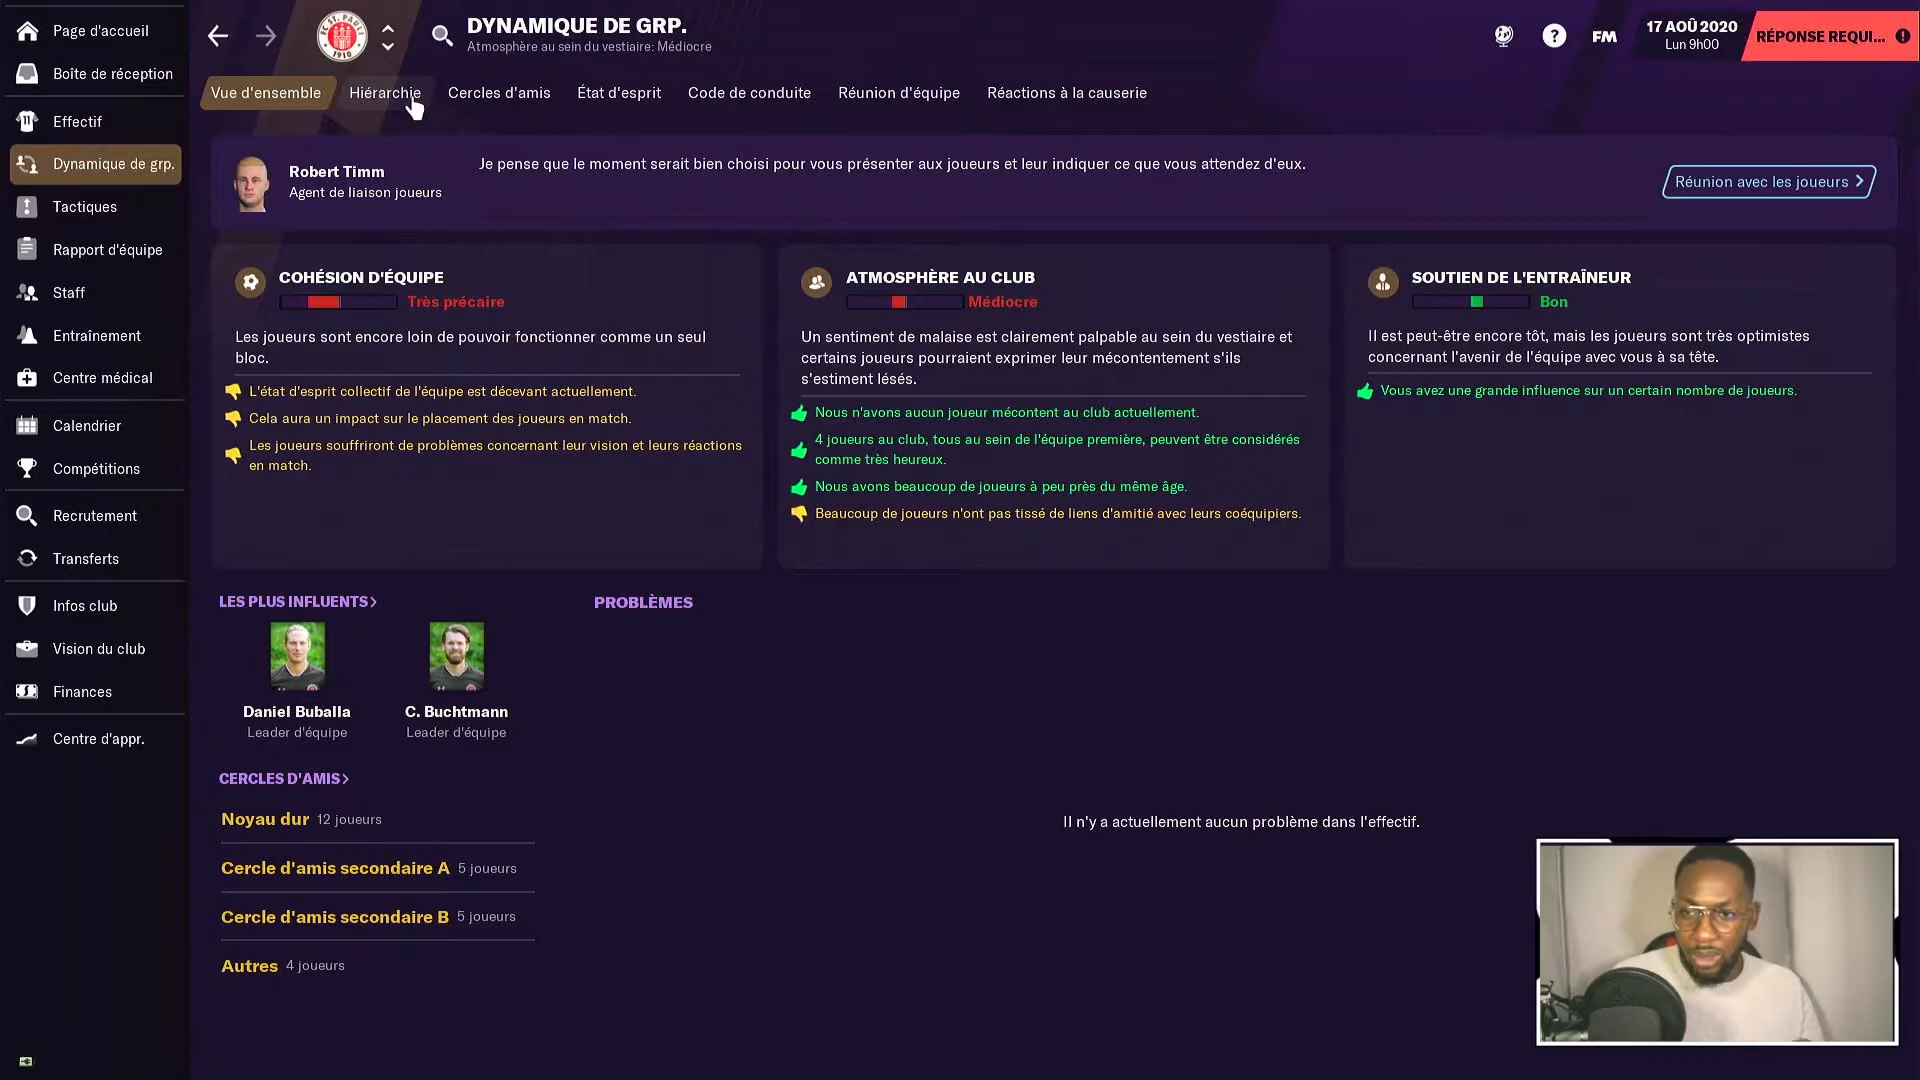 Page d'accueil
Boîte de réception
Effectif
Dynamique de grp.
Tactiques
Rapport d'équipe
Staff
Entraînement
Centre médical
Calendrier
Compétitions
Recrutement
Transferts
Infos club
Vision du club
Finances
Centre d'appr.
FC ST. PAULI
1910
DYNAMIQUE DE GRP.
Atmosphère au sein du vestiaire: Médiocre
FM
17 AOÛ 2020
Lun 9h00
RÉPONSE REQUI...
Vue d'ensemble
Hiérarchie
Cercles d'amis
État d'esprit
Code de conduite
Réunion d'équipe
Réactions à la causerie
Robert Timm
Agent de liaison joueurs
Je pense que le moment serait bien choisi pour vous présenter aux joueurs et leur indiquer ce que vous attendez d'eux.
Réunion avec les joueurs
COHÉSION D'ÉQUIPE
Très précaire
Les joueurs sont encore loin de pouvoir fonctionner comme un seul
bloc.
L'état d'esprit collectif de l'équipe est décevant actuellement.
Cela aura un impact sur le placement des joueurs en match.
Les joueurs souffriront de problèmes concernant leur vision et leurs réactions
en match.
ATMOSPHÈRE AU CLUB
Médiocre
Un sentiment de malaise est clairement palpable au sein du vestiaire et
certains joueurs pourraient exprimer leur mécontentement s'ils
s'estiment lésés.
Nous n'avons aucun joueur mécontent au club actuellement.
4 joueurs au club, tous au sein de l'équipe première, peuvent être considérés
comme très heureux.
Nous avons beaucoup de joueurs à peu près du même âge.
Beaucoup de joueurs n'ont pas tissé de liens d'amitié avec leurs coéquipiers.
SOUTIEN DE L'ENTRAÎNEUR
Bon
Il est peut-être encore tôt, mais les joueurs sont très optimistes
concernant l'avenir de l'équipe avec vous à sa tête.
Vous avez une grande influence sur un certain nombre de joueurs.
LES PLUS INFLUENTS
Daniel Buballa
Leader d'équipe
C. Buchtmann
Leader d'équipe
PROBLÈMES
Il n'y a actuellement aucun problème dans l'effectif.
CERCLES D'AMIS
Noyau dur 12 joueurs
Cercle d'amis secondaire A 5 joueurs
Cercle d'amis secondaire B 5 joueurs
Autres 4 joueurs